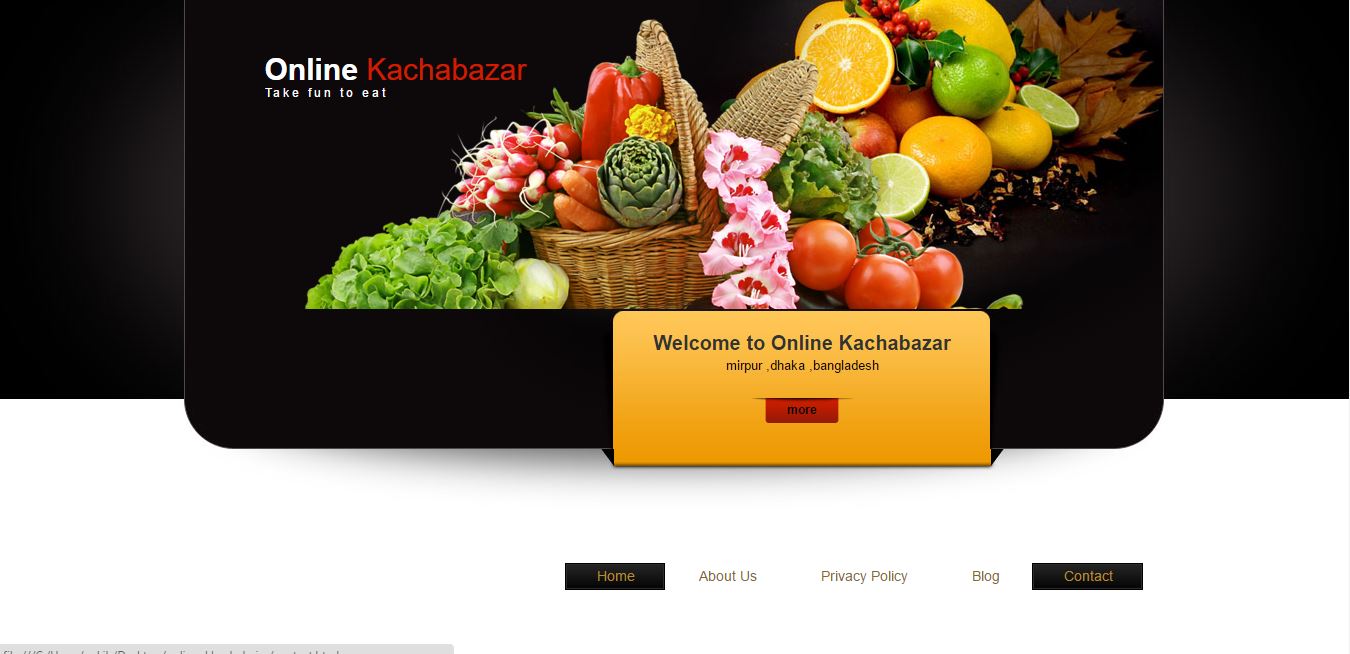 Online Kachabazar
Take fun to eat
Welcome to Online Kachabazar
mirpur ,dhaka ,bangladesh
more
Home About Us Privacy Policy Blog Contact